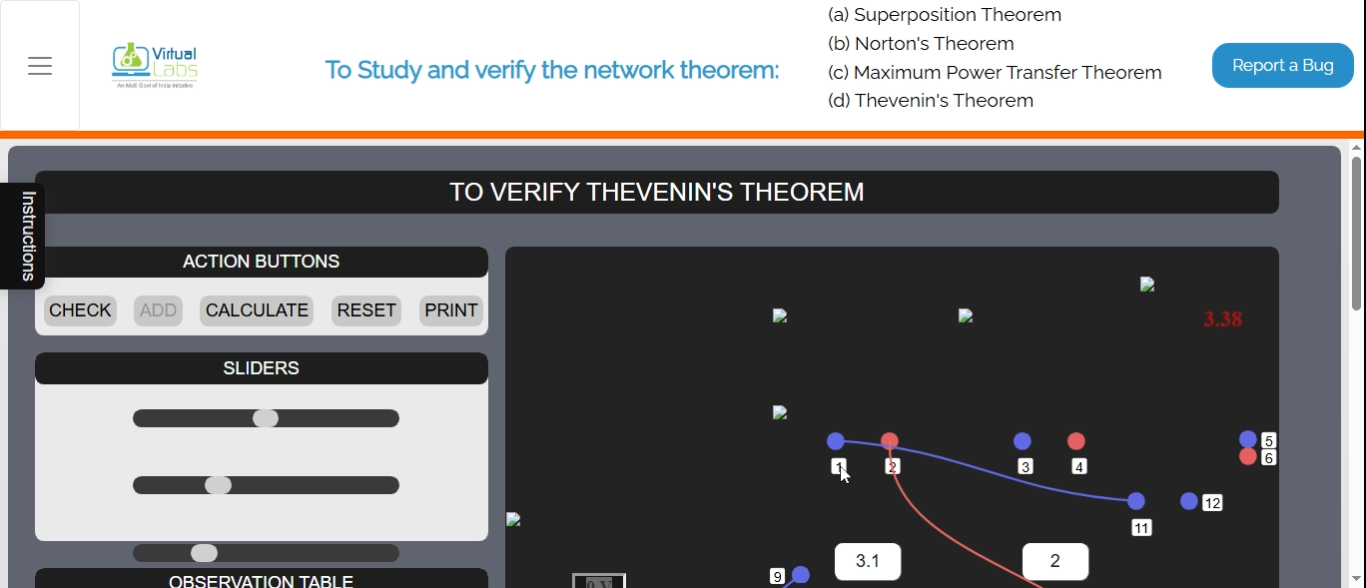 (a) Superposition Theorem
(b) Norton's Theorem
(c) Maximum Power Transfer Theorem
(d) Thevenin's Theorem
Virtual
Labs
An MoE Govt of India Initiative
To Study and verify the network theorem:
Report a Bug
TO VERIFY THEVENIN'S THEOREM
Instructions
ACTION BUTTONS
CHECK ADD CALCULATE RESET PRINT
SLIDERS
3.38
1 2 3 4 5
6
12
11
3.1 2
9
0 V
OBSERVATION TABLE